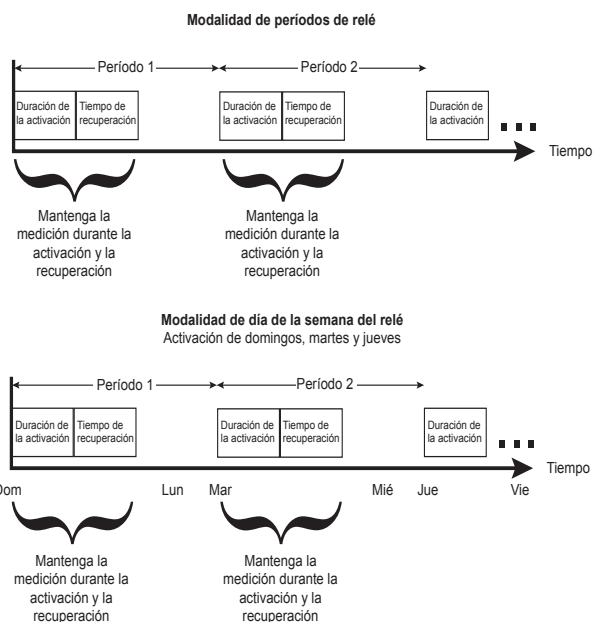 Modalidad de períodos de relé
Período 1
Período 2
Duración de
la activación
Tiempo de
recuperación
Duración de
la activación
Tiempo de
recuperación
Duración de
la activación
Tiempo
Mantenga la
medición durante la
activación y la
recuperación
Mantenga la
medición durante la
activación y la
recuperación
Modalidad de día de la semana del relé
Activación de domingos, martes y jueves
Período 1
Período 2
Duración de
la activación
Tiempo de
recuperación
Duración de
la activación
Tiempo de
recuperación
Duración de
la activación
Tiempo
Dom Lun Mar Mié Jue Vie
Mantenga la
medición durante la
activación y la
recuperación
Mantenga la
medición durante la
activación y la
recuperación